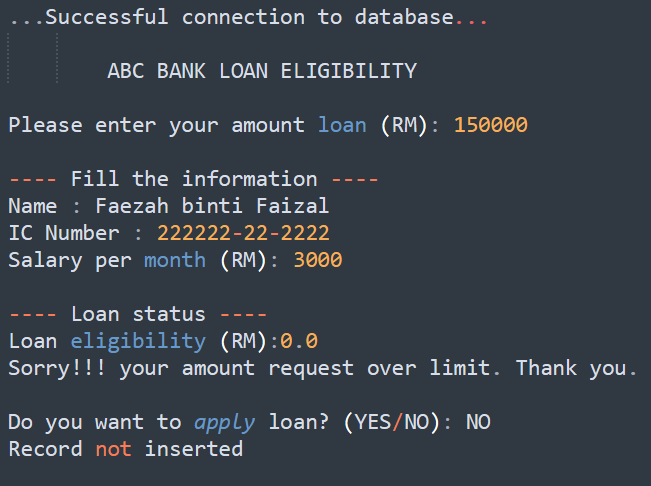 ...Successful connection to database...
ABC BANK LOAN ELIGIBILITY
Please enter your amount loan (RM): 150000
---- Fill the information ----
Name : Faezah binti Faizal
IC Number : 222222-22-2222
Salary per month (RM): 3000
---- Loan status ----
Loan eligibility (RM):0.0
Sorry!!! your amount request over limit. Thank you.
Do you want to apply loan? (YES/NO): NO
Record not inserted